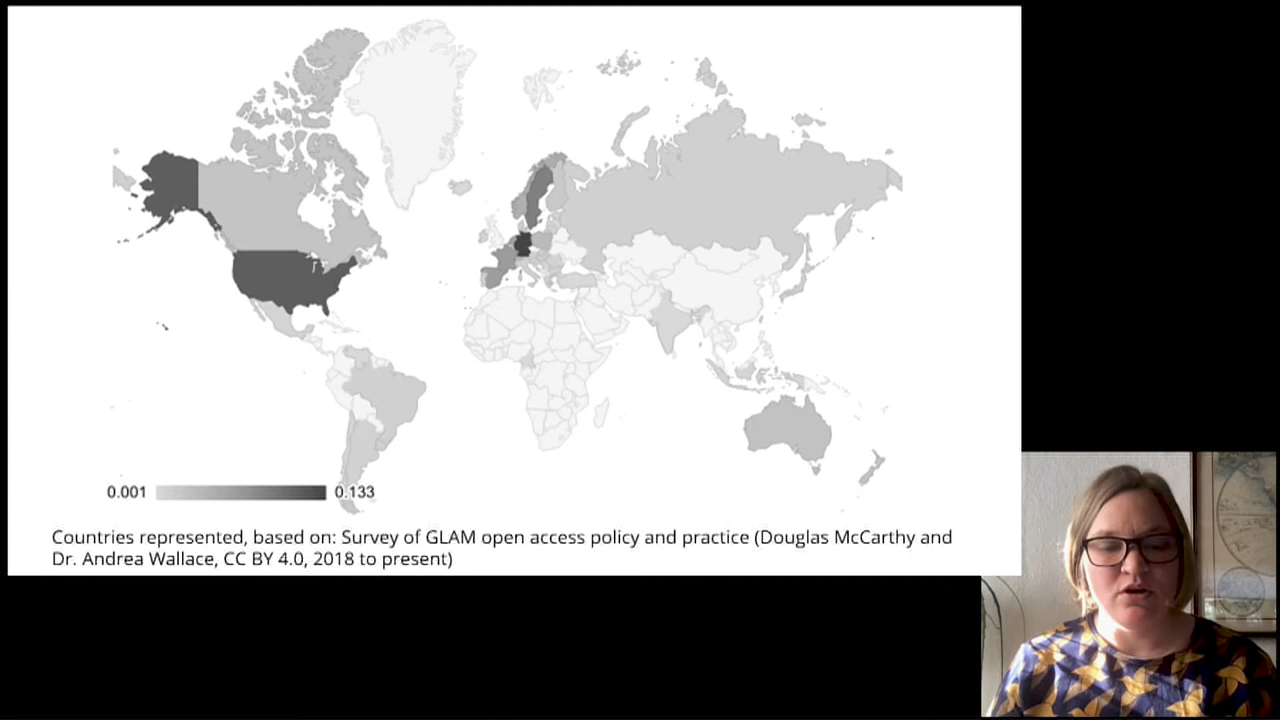 0.001 0.133
Countries represented, based on: Survey of GLAM open access policy and practice (Douglas McCarthy and
Dr. Andrea Wallace, CC BY 4.0, 2018 to present)